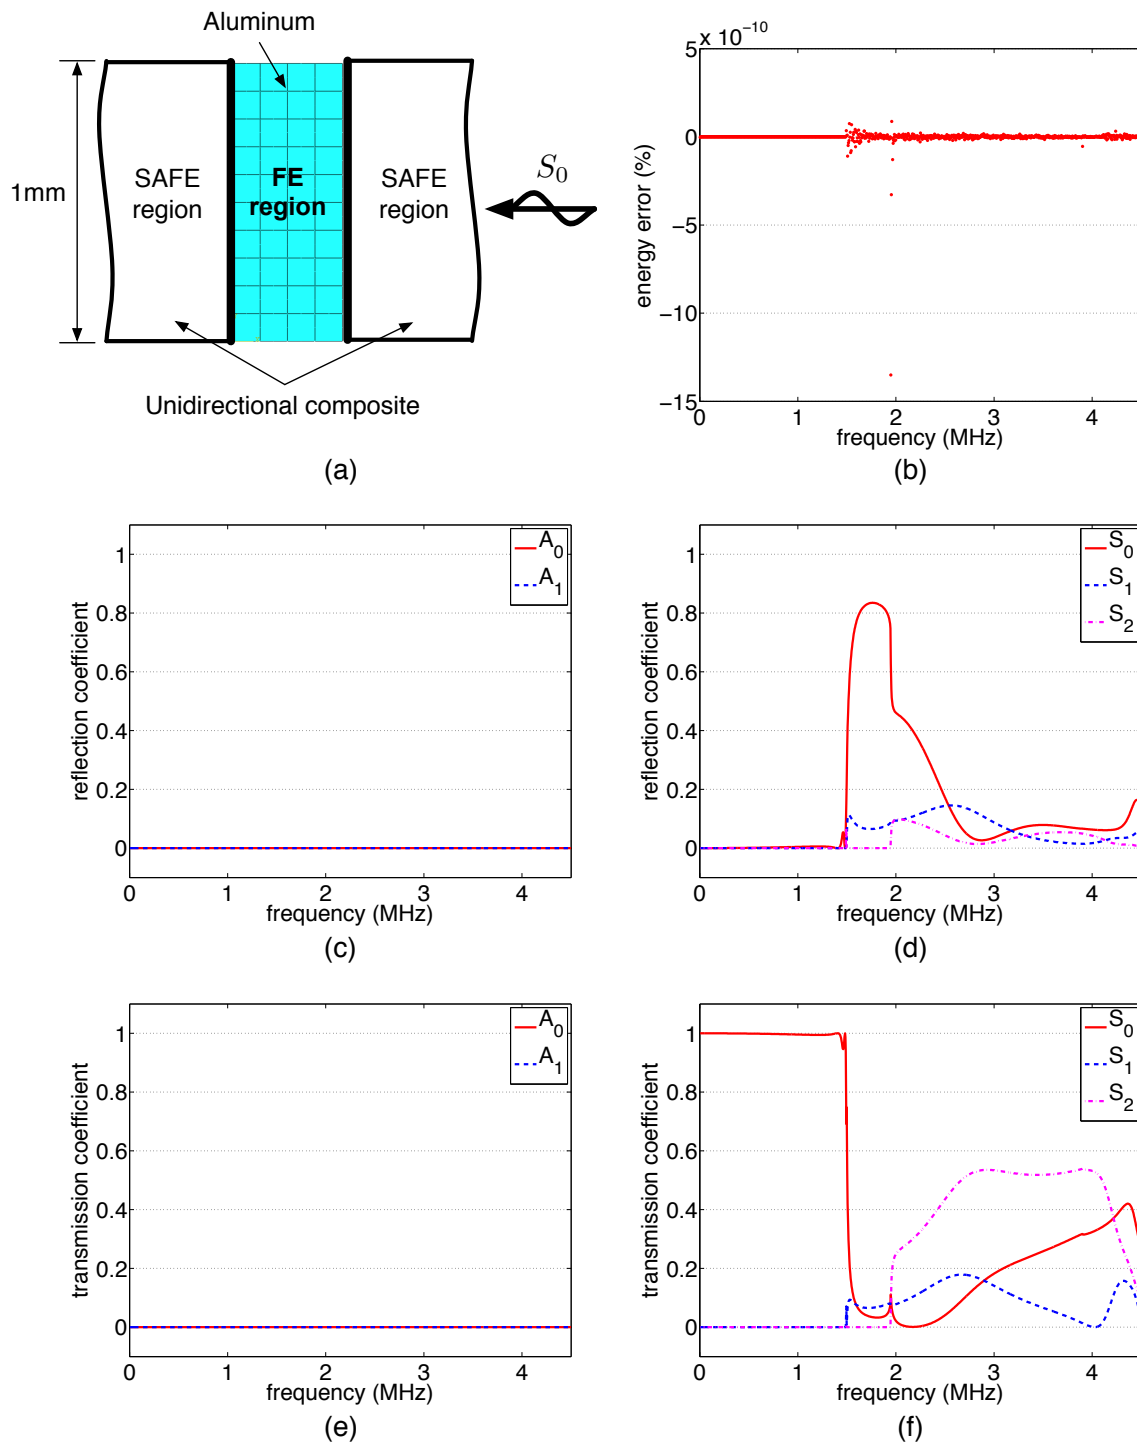 Aluminum
1mm
SAFE
region
FE
region
SAFE
region
S0
Unidirectional composite
(a)
5 x 10^-10
0
−5
−10
−15
energy error (%)
0 1 2 3 4
frequency (MHz)
(b)
A0
A1
1
0.8
0.6
0.4
0.2
0
reflection coefficient
0 1 2 3 4
frequency (MHz)
(c)
S0
S1
S2
1
0.8
0.6
0.4
0.2
0
reflection coefficient
0 1 2 3 4
frequency (MHz)
(d)
A0
A1
1
0.8
0.6
0.4
0.2
0
transmission coefficient
0 1 2 3 4
frequency (MHz)
(e)
S0
S1
S2
1
0.8
0.6
0.4
0.2
0
transmission coefficient
0 1 2 3 4
frequency (MHz)
(f)